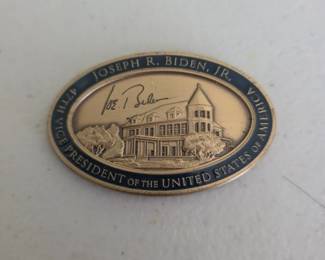 JOSEPH R. BIDEN, JR.
Joe Biden
47TH VICE PRESIDENT OF THE UNITED STATES OF AMERICA